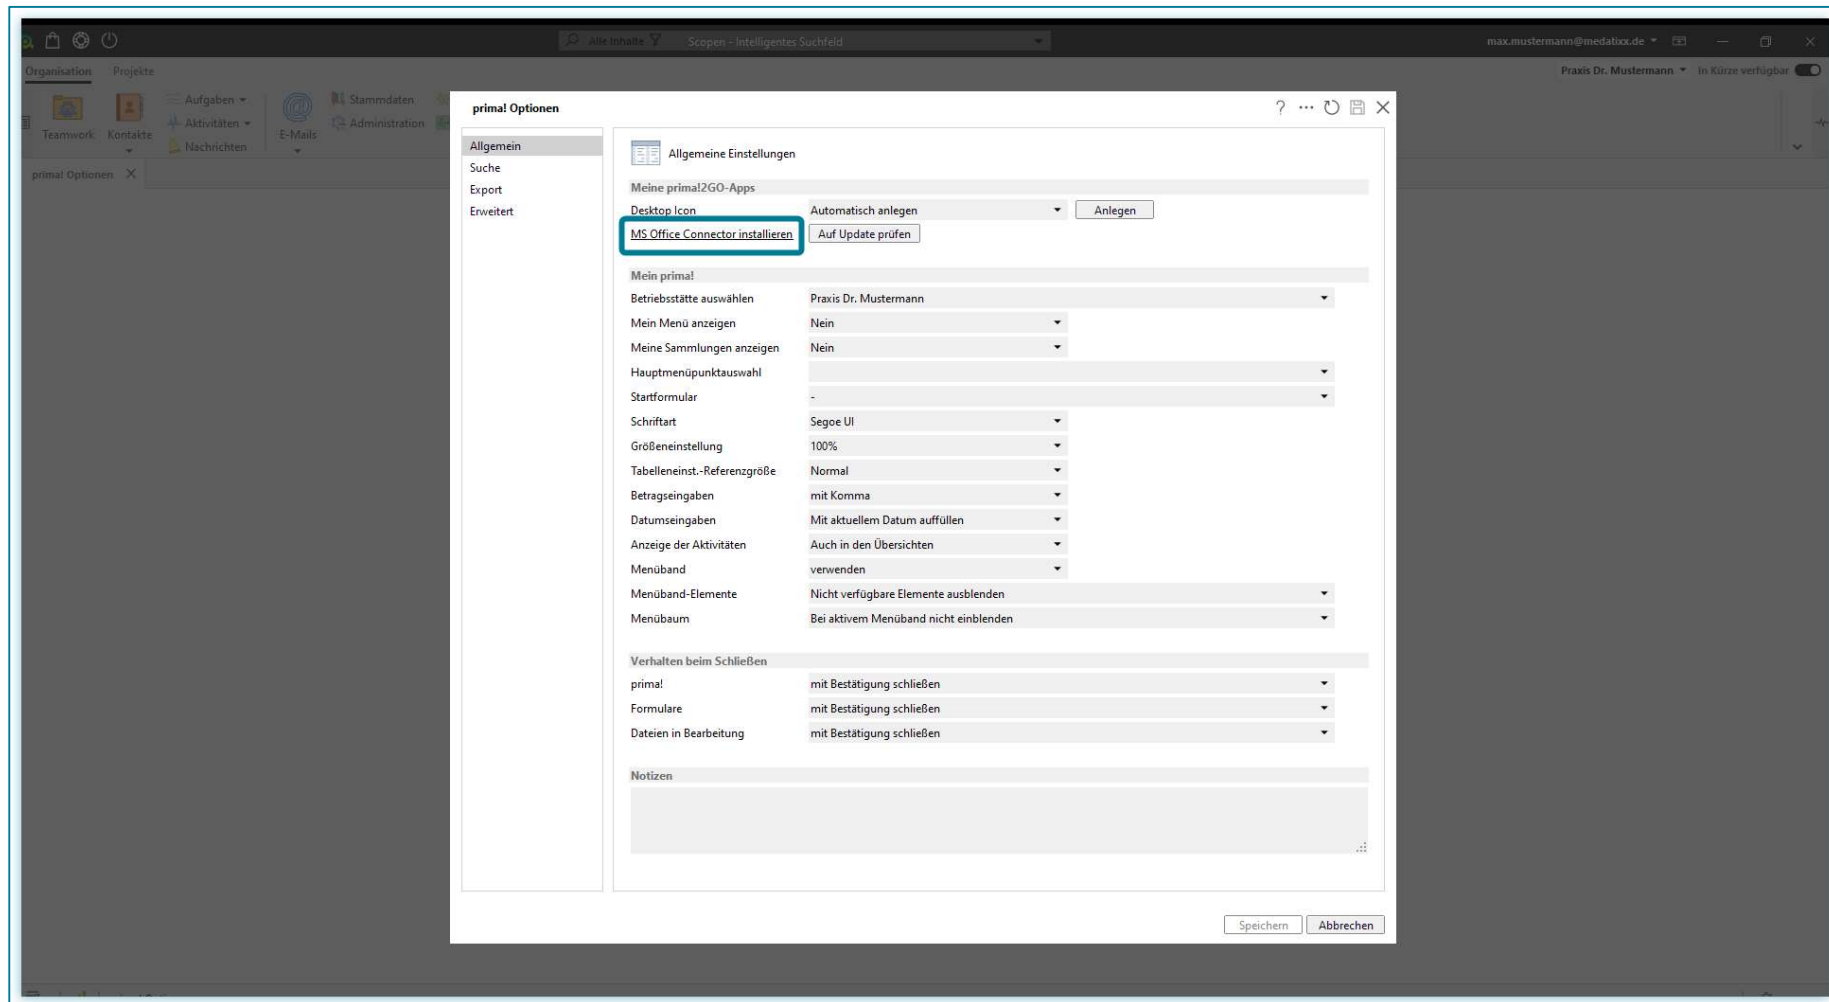 Alle Inhalte Scopen - Intelligentes Suchfeld max.mustermann@medatixx.de
Organisation Projekte Praxis Dr. Mustermann In Kürze verfügbar
Teamwork Kontakte Aufgaben Aktivitäten Nachrichten E-Mails Stammdaten Administration
prima! Optionen
prima! Optionen
Allgemein
Suche
Export
Erweitert
Allgemeine Einstellungen
Meine prima!2GO-Apps
Desktop Icon Automatisch anlegen Anlegen
MS Office Connector installieren Auf Update prüfen
Mein prima!
Betriebsstätte auswählen Praxis Dr. Mustermann
Mein Menü anzeigen Nein
Meine Sammlungen anzeigen Nein
Hauptmenüpunktauswahl
Startformular -
Schriftart Segoe UI
Größeneinstellung 100%
Tabelleneinst.-Referenzgröße Normal
Betragseingaben mit Komma
Datumseingaben Mit aktuellem Datum auffüllen
Anzeige der Aktivitäten Auch in den Übersichten
Menüband verwenden
Menüband-Elemente Nicht verfügbare Elemente ausblenden
Menübaum Bei aktivem Menüband nicht einblenden
Verhalten beim Schließen
prima! mit Bestätigung schließen
Formulare mit Bestätigung schließen
Dateien in Bearbeitung mit Bestätigung schließen
Notizen
Speichern Abbrechen